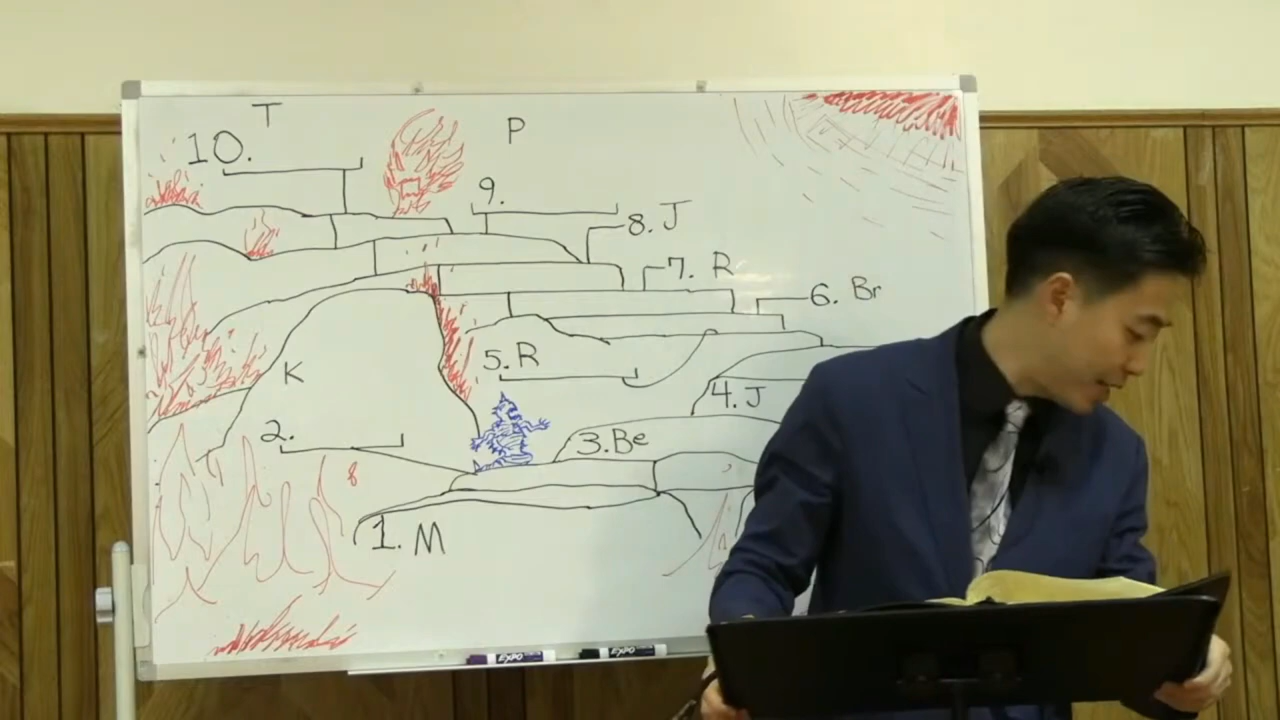 T
10.
P
9.
8. J
7. R
6. Br
5. R
K
4. J
2.
3. Be
1. M
EXPO
EXPO